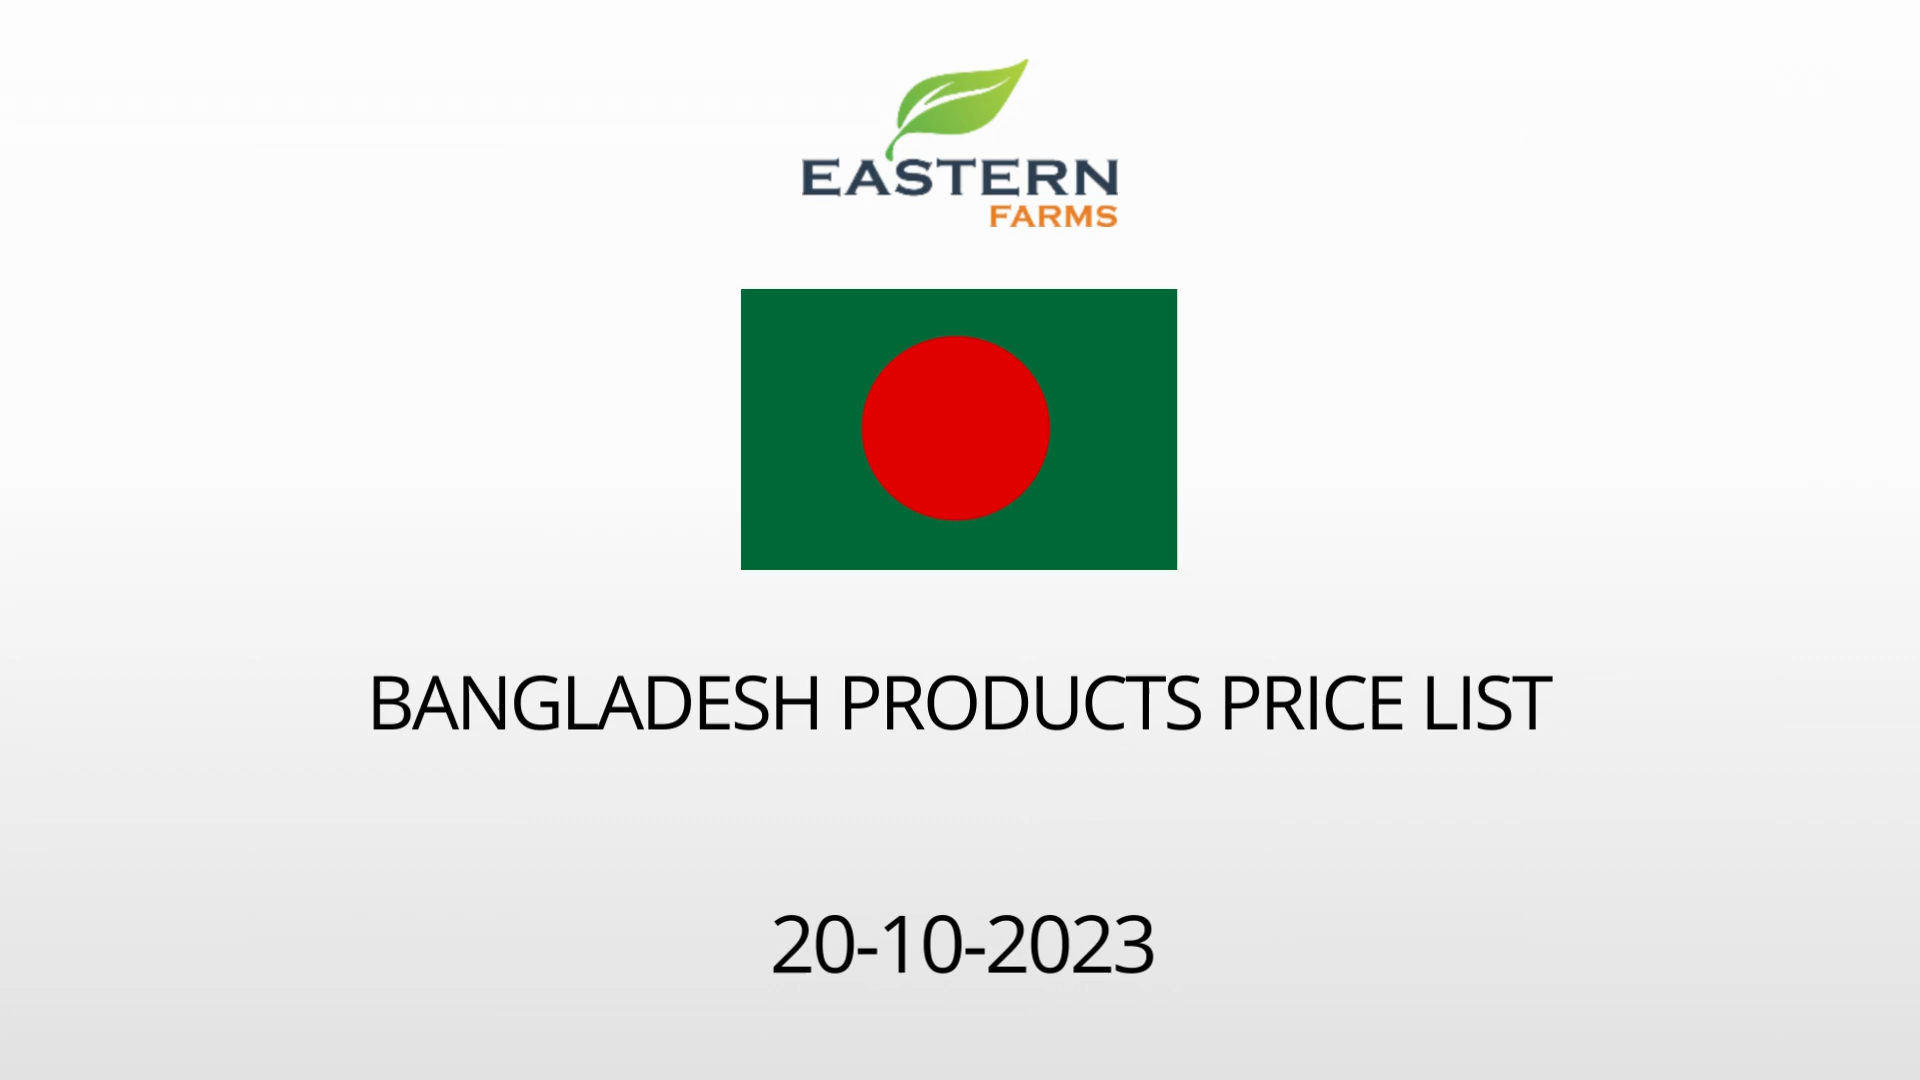 EASTERN
FARMS
BANGLADESH PRODUCTS PRICE LIST
20-10-2023